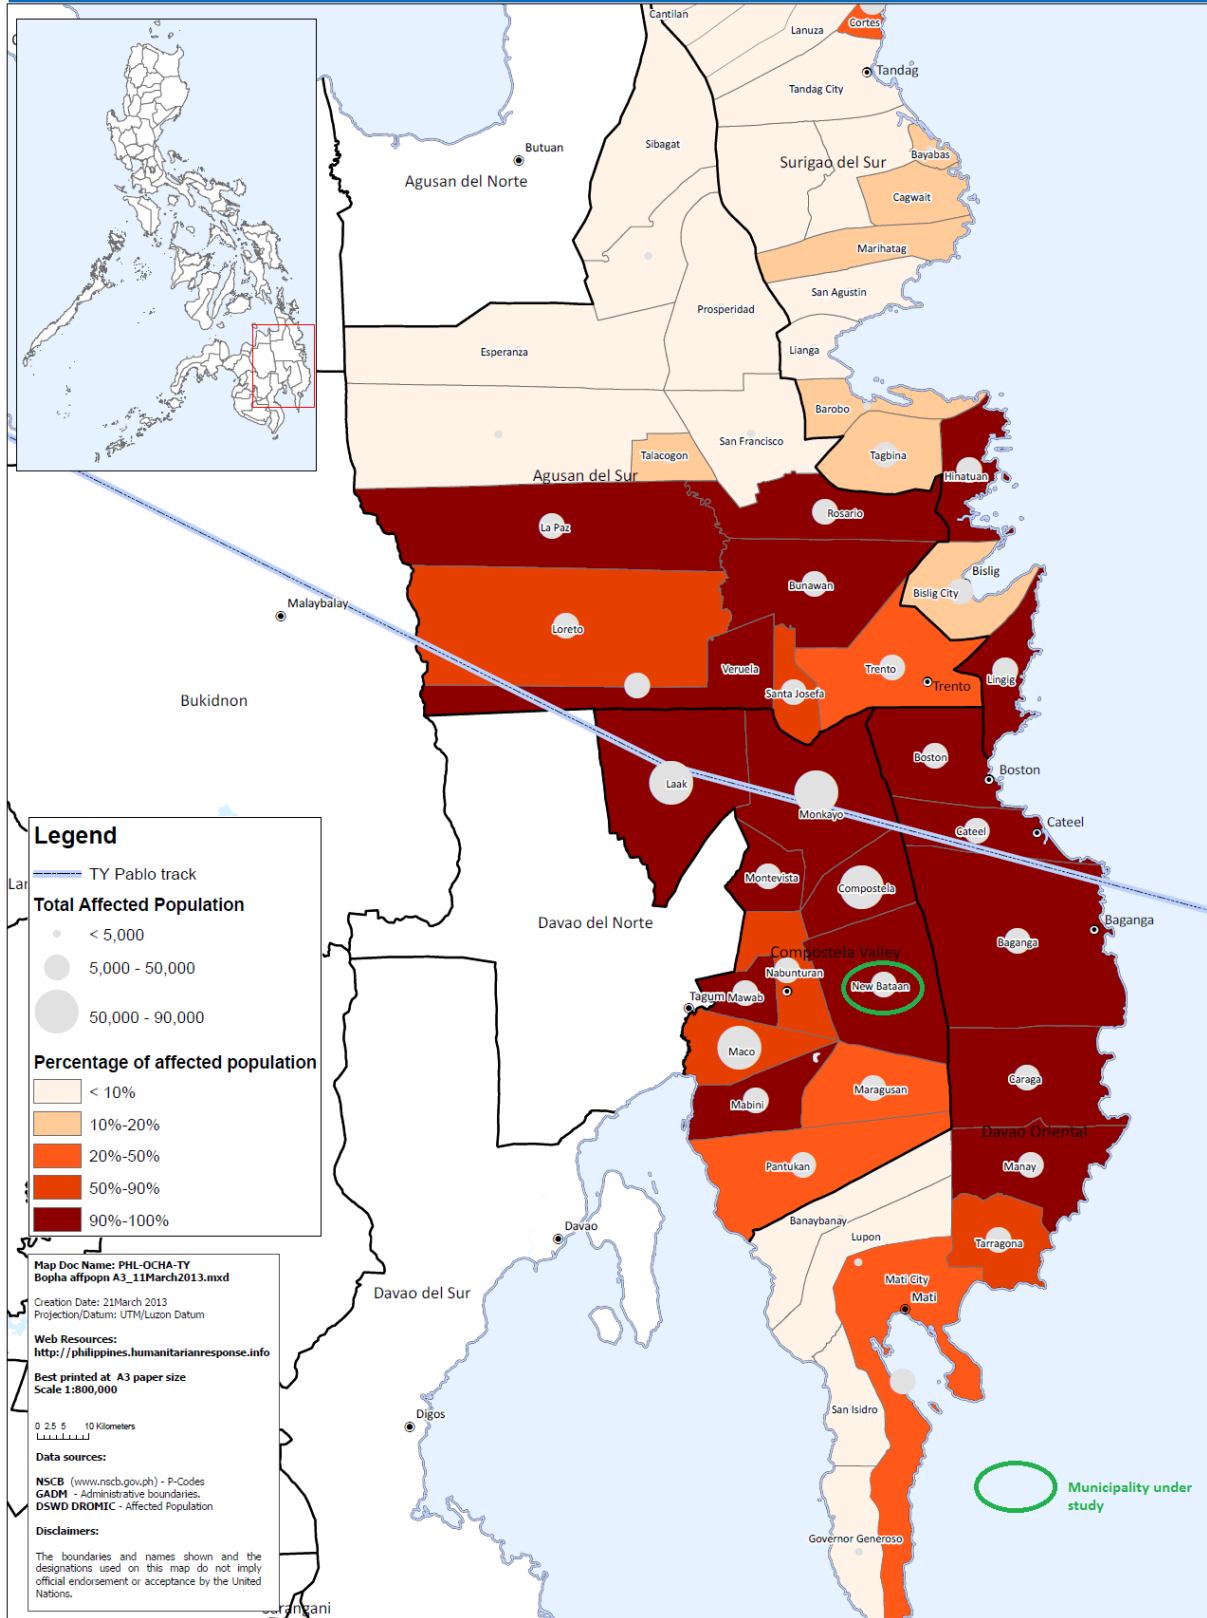 Cantilan
Lanuza
Cortes
Tandag
Tandag City
Butuan
Sibagat
Surigao del Sur
Bayabas
Agusan del Norte
Cagwait
Marihatag
San Agustin
Prosperidad
Esperanza
Lianga
Barobo
San Francisco
Talacogon
Tagbina
Agusan del Sur
Hinatuan
La Paz
Rosario
Bislig
Bunawan
Bislig City
Malaybalay
Loreto
Veruela
Trento
Trento
Lingig
Santa Josefa
Bukidnon
Boston
Boston
Laak
Monkayo
Cateel
Cateel
Montevista
Compostela
Davao del Norte
Baganga
Baganga
Compostela Valley
Nabunturan
New Bataan
Tagum
Mawab
Maco
Caraga
Maragusan
Mabini
Davao Oriental
Pantukan
Manay
Banaybanay
Lupon
Tarragona
Davao
Mati City
Mati
Davao del Sur
San Isidro
Digos
Governor Generoso
Municipality under
study
Legend
TY Pablo track
Total Affected Population
< 5,000
5,000 - 50,000
50,000 - 90,000
Percentage of affected population
< 10%
10%-20%
20%-50%
50%-90%
90%-100%
Map Doc Name: PHL-OCHA-TY
Bopha affpopn A3_11March2013.mxd
Creation Date: 21March 2013
Projection/Datum: UTM/Luzon Datum
Web Resources:
http://philippines.humanitarianresponse.info
Best printed at A3 paper size
Scale 1:800,000
0 2.5 5 10 Kilometers
Data sources:
NSCB (www.nscb.gov.ph) - P-Codes
GADM - Administrative boundaries.
DSWD DROMIC - Affected Population
Disclaimers:
The boundaries and names shown and the
designations used on this map do not imply
official endorsement or acceptance by the United
Nations.